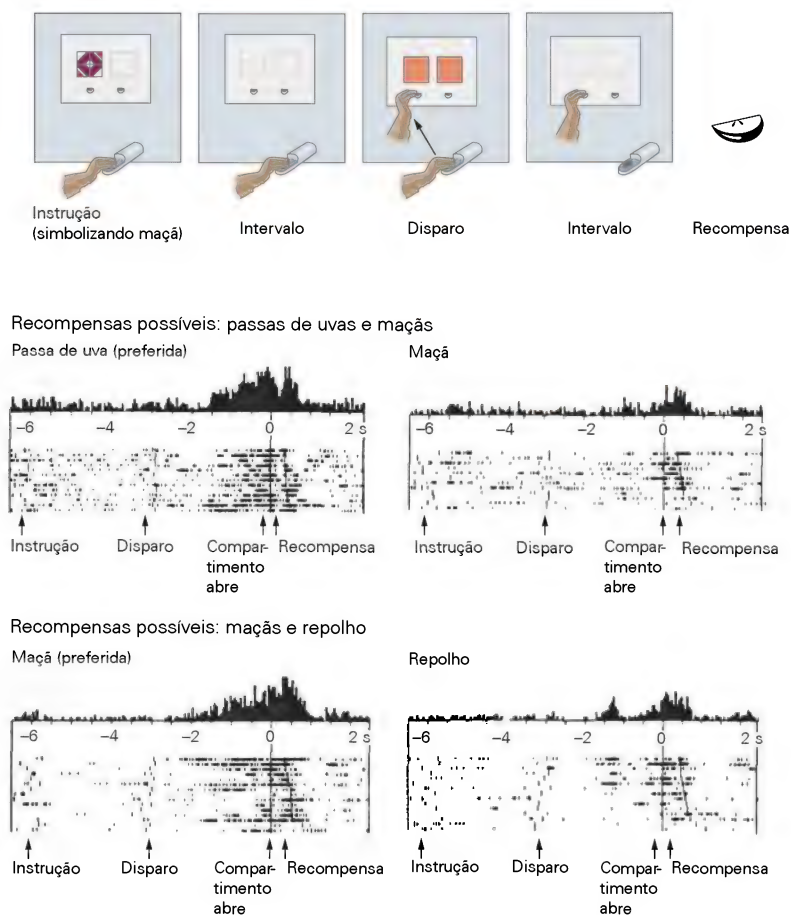 Instrução
(simbolizando maçã)
Intervalo
Disparo
Intervalo
Recompensa
Recompensas possíveis: passas de uvas e maçãs
Passa de uva (preferida)
Maçã
−6 −4 −2 0 2 s
−6 −4 −2 0 2 s
Instrução Disparo Compar- Recompensa
timento
abre
Instrução Disparo Compar- Recompensa
timento
abre
Recompensas possíveis: maçãs e repolho
Maçã (preferida)
Repolho
−6 −4 −2 0 2 s
−6 −4 −2 0 2 s
Instrução Disparo Compar- Recompensa
timento
abre
Instrução Disparo Compar- Recompensa
timento
abre